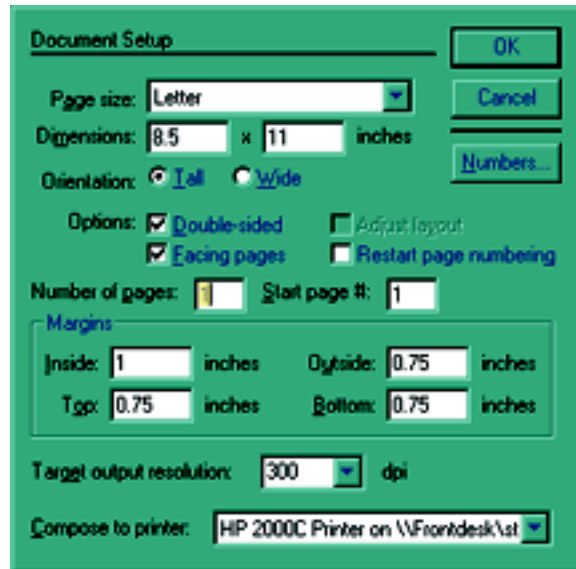 Document Setup
OK
Page size: Letter
Cancel
Dimensions: 8.5 x 11 inches
Numbers...
Orientation: Tall Wide
Options: Double-sided Adjust layout
Facing pages Restart page numbering
Number of pages: 1 Start page #: 1
Margins
Inside: 1 inches Outside: 0.75 inches
Top: 0.75 inches Bottom: 0.75 inches
Target output resolution: 300 dpi
Compose to printer: HP 2000C Printer on \\Frontdesk\st